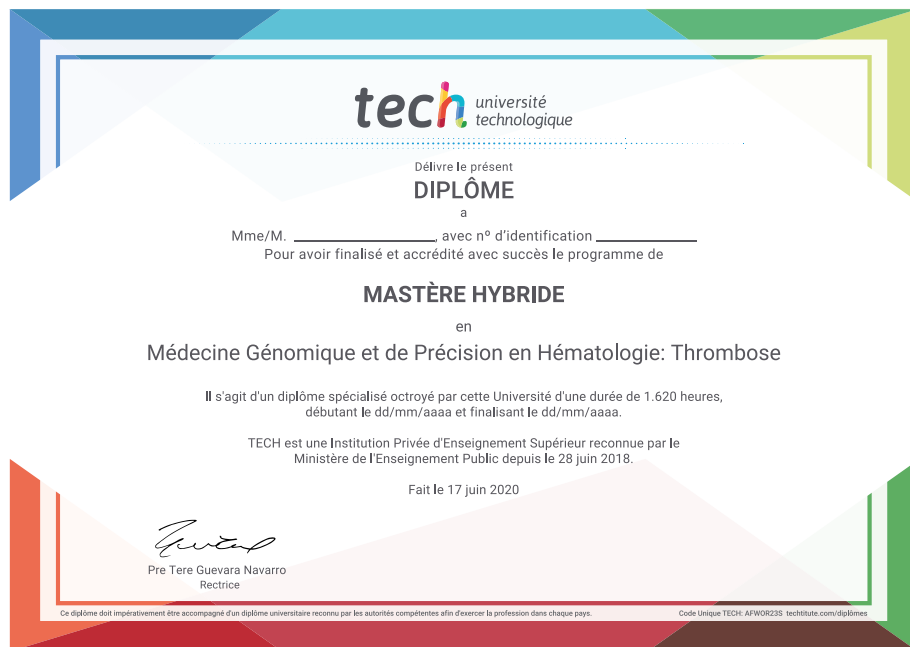 tech université
technologique
Délivre le présent
DIPLÔME
a
Mme/M. ____________, avec nº d'identification ____________
Pour avoir finalisé et accrédité avec succès le programme de
MASTÈRE HYBRIDE
en
Médecine Génomique et de Précision en Hématologie: Thrombose
Il s'agit d'un diplôme spécialisé octroyé par cette Université d'une durée de 1.620 heures,
débutant le dd/mm/aaaa et finalisant le dd/mm/aaaa.
TECH est une Institution Privée d'Enseignement Supérieur reconnue par le
Ministère de l'Enseignement Public depuis le 28 juin 2018.
Fait le 17 juin 2020
Pre Tere Guevara Navarro
Rectrice
Ce diplôme doit impérativement être accompagné d'un diplôme universitaire reconnu par les autorités compétentes afin d'exercer la profession dans chaque pays.
Code Unique TECH: AFWOR23S techtitute.com/diplômes